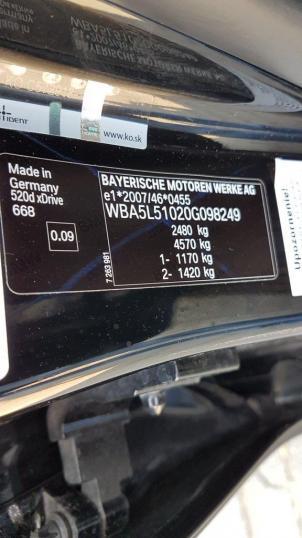 IDENT
www.ko.sk
Made in
Germany
520d xDrive
668
0.09
7 263 981
BAYERISCHE MOTOREN WERKE AG
e1*2007/46*0455
WBA5L51020G098249
2480 kg
4570 kg
1- 1170 kg
2- 1420 kg
Upozornenie!